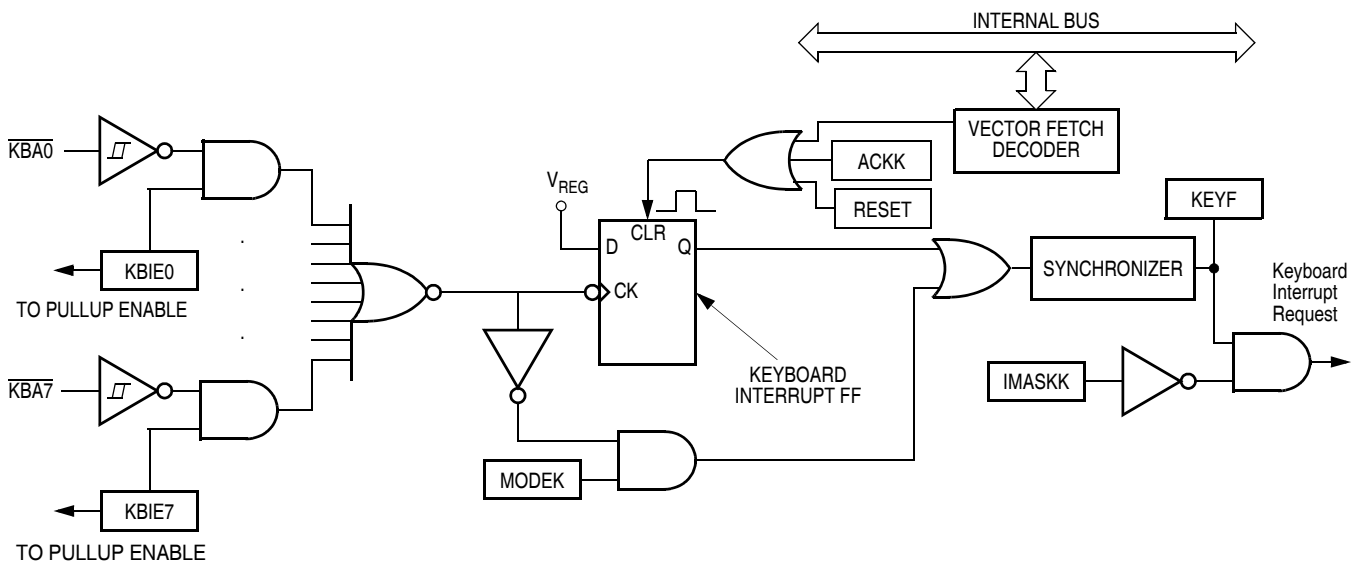 INTERNAL BUS
VECTOR FETCH
DECODER
ACKK
RESET
KBA0
KBIE0
TO PULLUP ENABLE
VREG
D
CLR
Q
CK
KEYF
SYNCHRONIZER
Keyboard
Interrupt
Request
KBA7
KBIE7
TO PULLUP ENABLE
KEYBOARD
INTERRUPT FF
IMASKK
MODEK